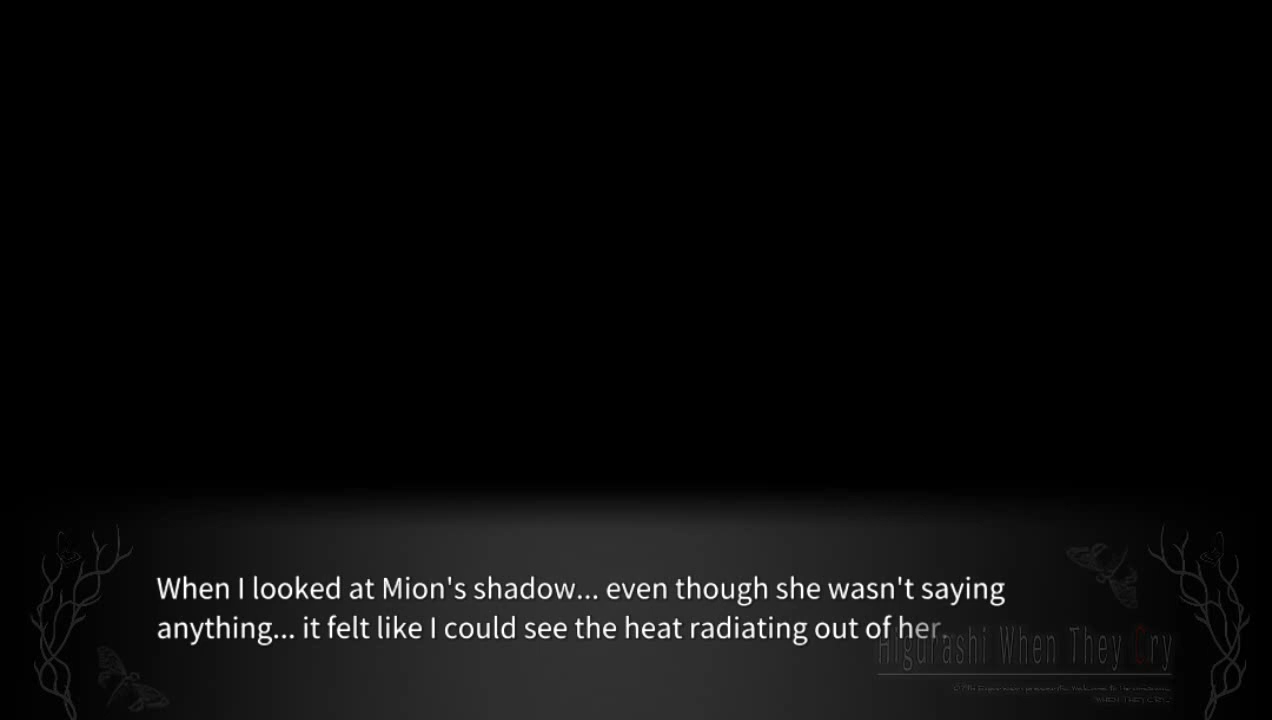 When I looked at Mion's shadow... even though she wasn't saying
anything... it felt like I could see the heat radiating out of her.
Higurashi When They Cry